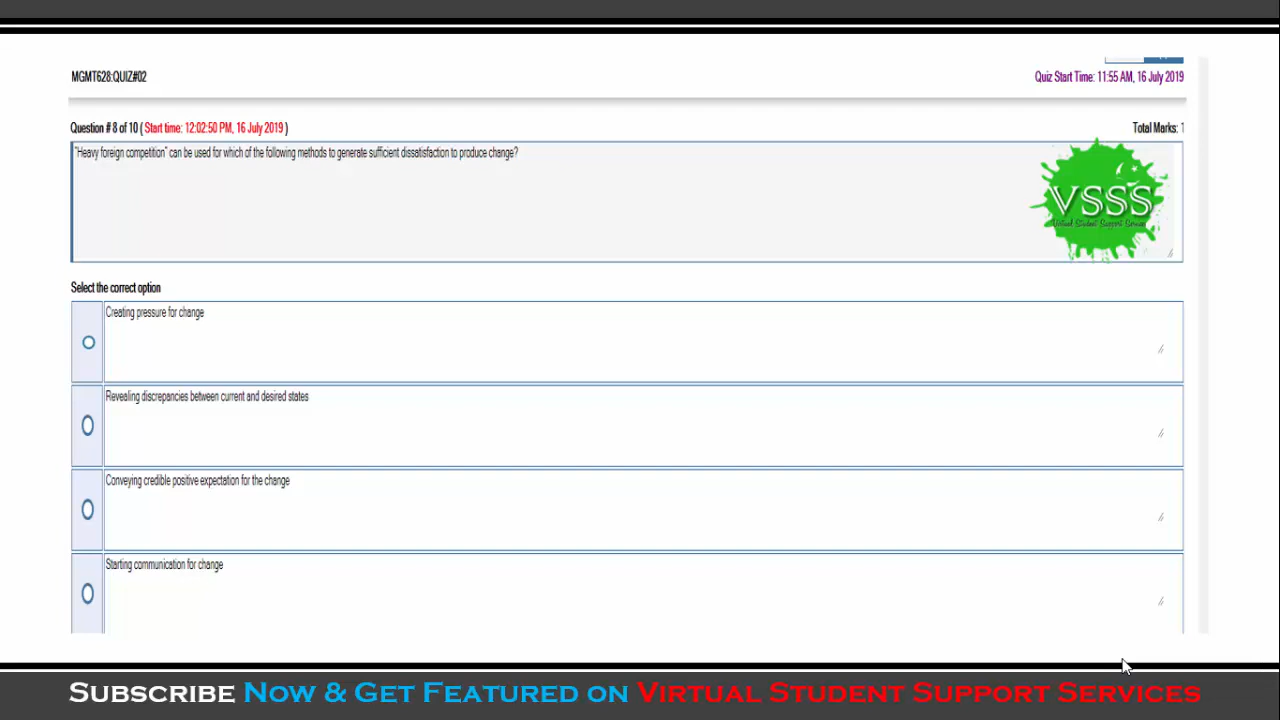 MGMT628:QUIZ#02
Quiz Start Time: 11:55 AM, 16 July 2019
Question # 8 of 10 ( Start time: 12:02:50 PM, 16 July 2019 )
Total Marks: 1
"Heavy foreign competition" can be used for which of the following methods to generate sufficient dissatisfaction to produce change?
VSSS
Virtual Student Support Services
Select the correct option
Creating pressure for change
Revealing discrepancies between current and desired states
Conveying credible positive expectation for the change
Starting communication for change
Subscribe Now & Get Featured on Virtual Student Support Services